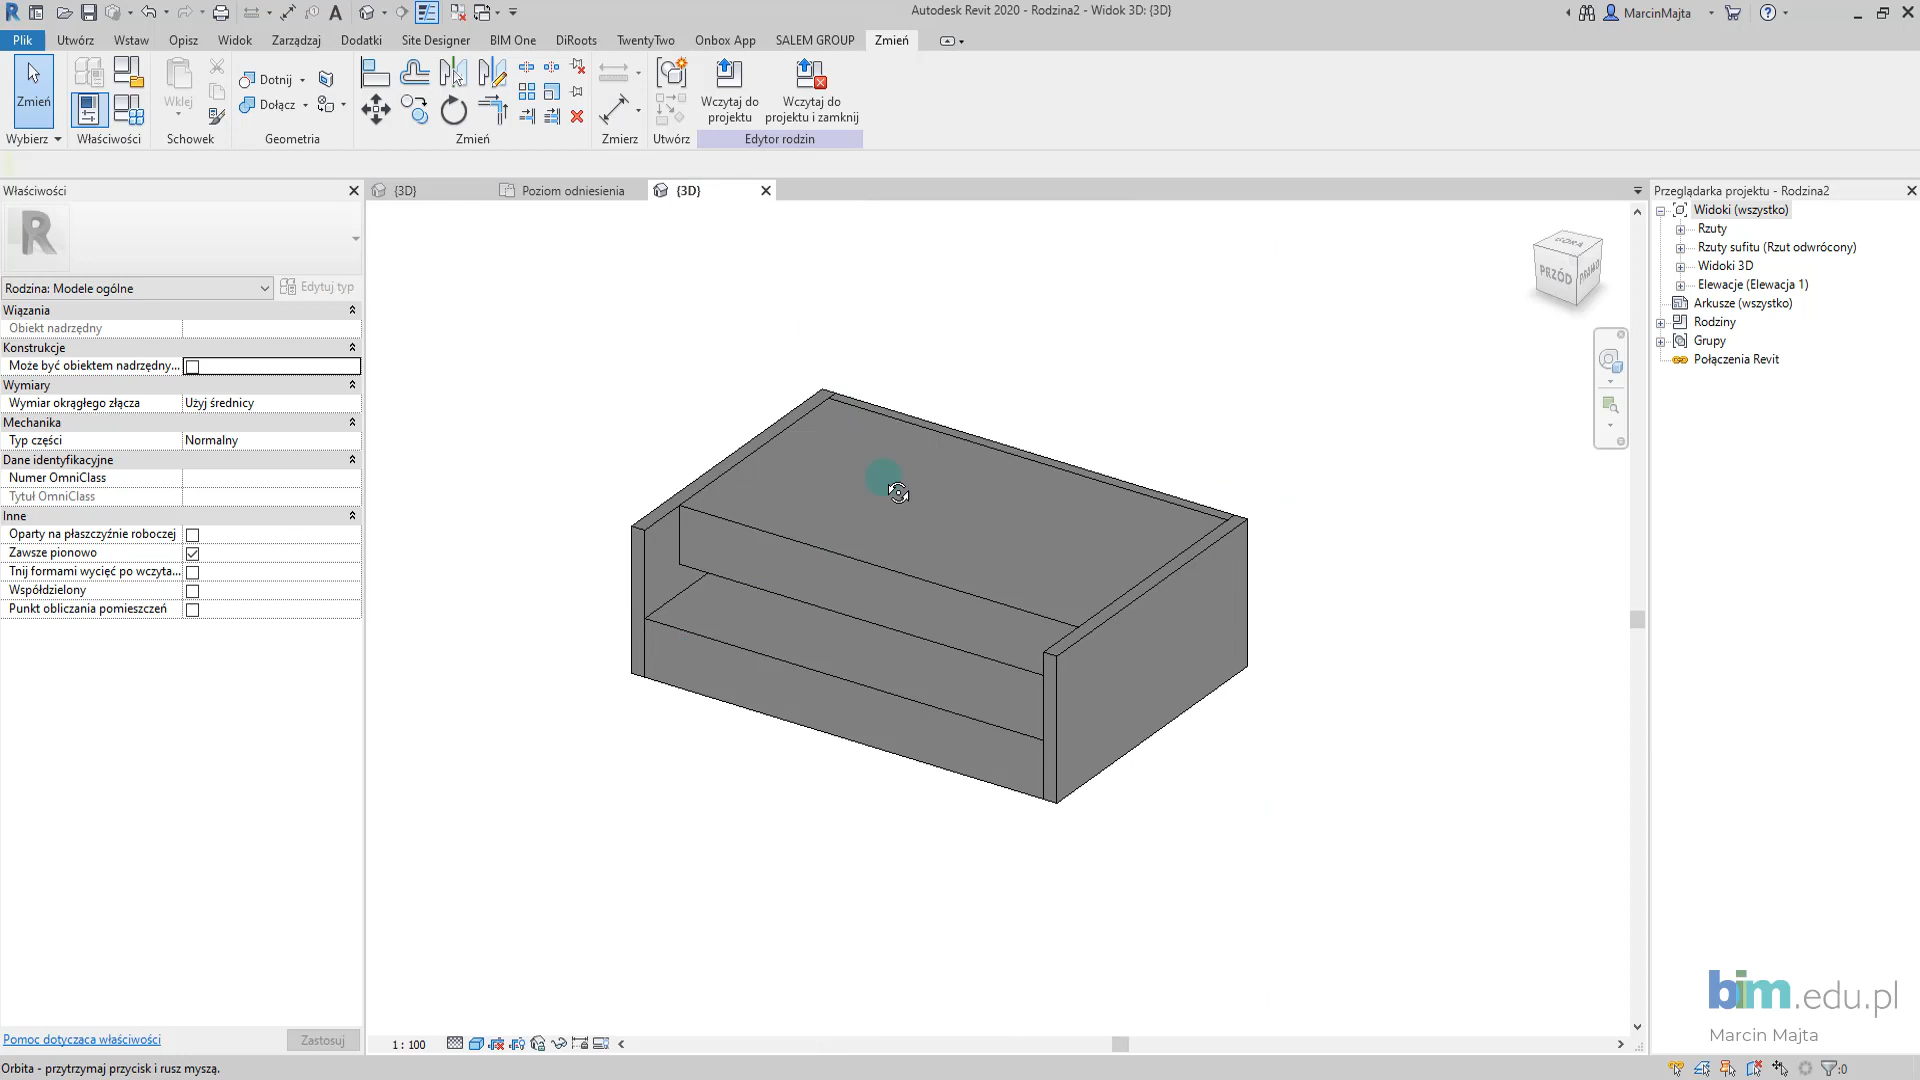 Autodesk Revit 2020 - Rodzina2 - Widok 3D: {3D}
MarcinMajta
Plik Utwórz Wstaw Opisz Widok Zarządzaj Dodatki Site Designer BIM One DiRoots TwentyTwo Onbox App SALEM GROUP Zmień
Zmień
Wklej
Dotnij
Dołącz
Wczytaj do
projektu
Wczytaj do
projektu i zamknij
Wybierz Właściwości Schowek Geometria Zmień Zmierz Utwórz Edytor rodzin
Właściwości
{3D} Poziom odniesienia {3D}
Przeglądarka projektu - Rodzina2
Rodzina: Modele ogólne
Edytuj typ
Wiązania
Obiekt nadrzędny
Konstrukcje
Może być obiektem nadrzędny...
Wymiary
Wymiar okrągłego złącza Użyj średnicy
Mechanika
Typ części Normalny
Dane identyfikacyjne
Numer OmniClass
Tytuł OmniClass
Inne
Oparty na płaszczyźnie roboczej
Zawsze pionowo
Tnij formami wycięć po wczyta...
Współdzielony
Punkt obliczania pomieszczeń
Pomoc dotycząca właściwości
Zastosuj
GÓRA
PRZÓD
PRAWO
Widoki (wszystko)
Rzuty
Rzuty sufitu (Rzut odwrócony)
Widoki 3D
Elewacje (Elewacja 1)
Arkusze (wszystko)
Rodziny
Grupy
Połączenia Revit
bim.edu.pl
Marcin Majta
1 : 100
Orbita - przytrzymaj przycisk i rusz myszą.
:0